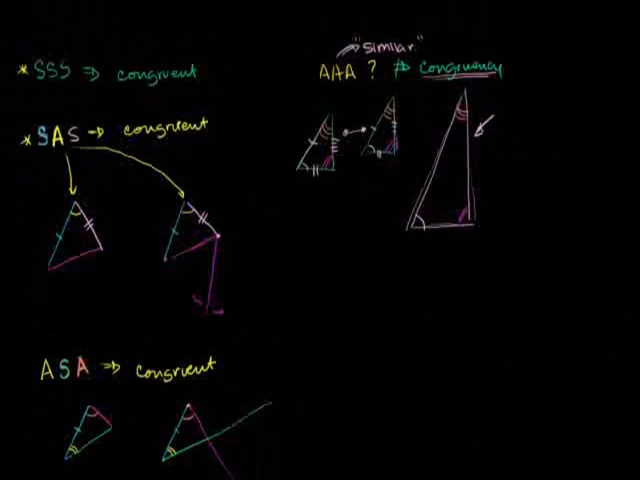 * SSS => congruent
* SAS => congruent
ASA => congruent
"similar"
AAA ? ⇏ congruency